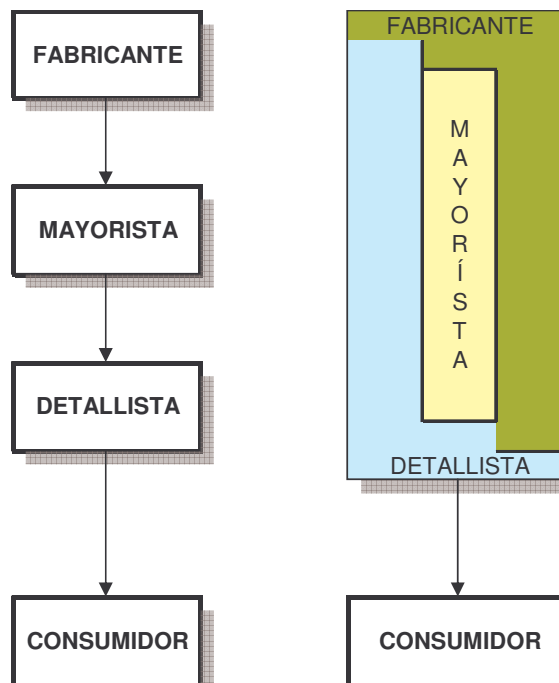 FABRICANTE
MAYORISTA
DETALLISTA
CONSUMIDOR
FABRICANTE
M
A
Y
O
R
Í
S
T
A
DETALLISTA
CONSUMIDOR